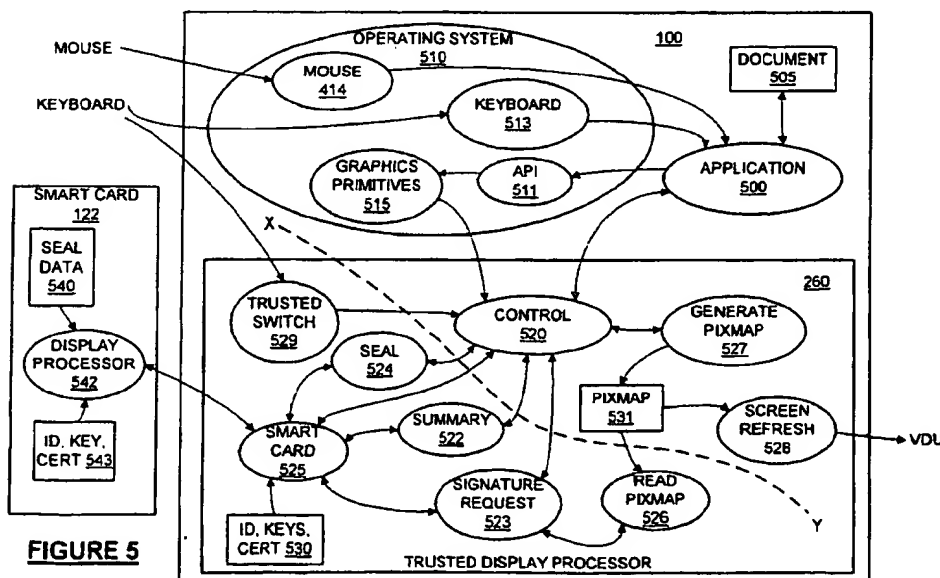 MOUSE
KEYBOARD
OPERATING SYSTEM
510
100
MOUSE
414
KEYBOARD
513
DOCUMENT
505
GRAPHICS
PRIMITIVES
515
API
511
APPLICATION
500
SMART CARD
122
SEAL
DATA
540
DISPLAY
PROCESSOR
542
ID, KEY,
CERT 543
X
260
TRUSTED
SWITCH
529
CONTROL
520
GENERATE
PIXMAP
527
SEAL
524
PIXMAP
531
SCREEN
REFRESH
528
VDU
SMART
CARD
525
SUMMARY
522
SIGNATURE
REQUEST
523
READ
PIXMAP
526
Y
ID, KEYS,
CERT 530
TRUSTED DISPLAY PROCESSOR
FIGURE 5